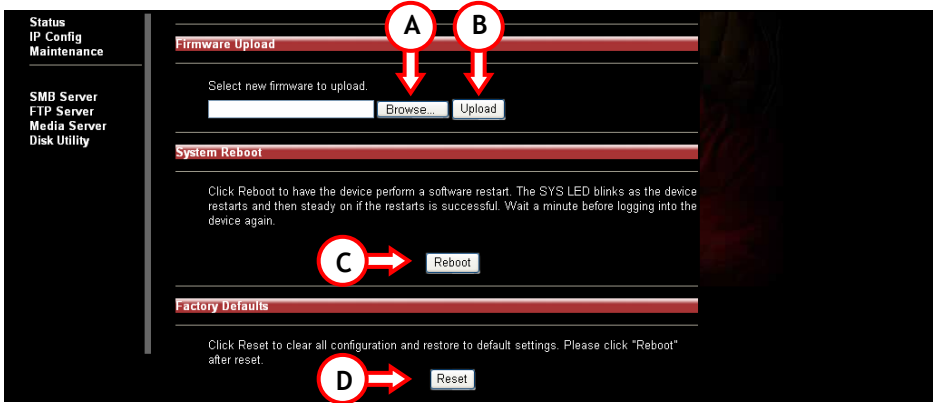 Status
IP Config
Maintenance
SMB Server
FTP Server
Media Server
Disk Utility
A
B
Firmware Upload
Select new firmware to upload.
Browse... Upload
System Reboot
Click Reboot to have the device perform a software restart. The SYS LED blinks as the device
restarts and then steady on if the restarts is successful. Wait a minute before logging into the
device again.
C
Reboot
Factory Defaults
Click Reset to clear all configuration and restore to default settings. Please click "Reboot"
after reset.
D
Reset